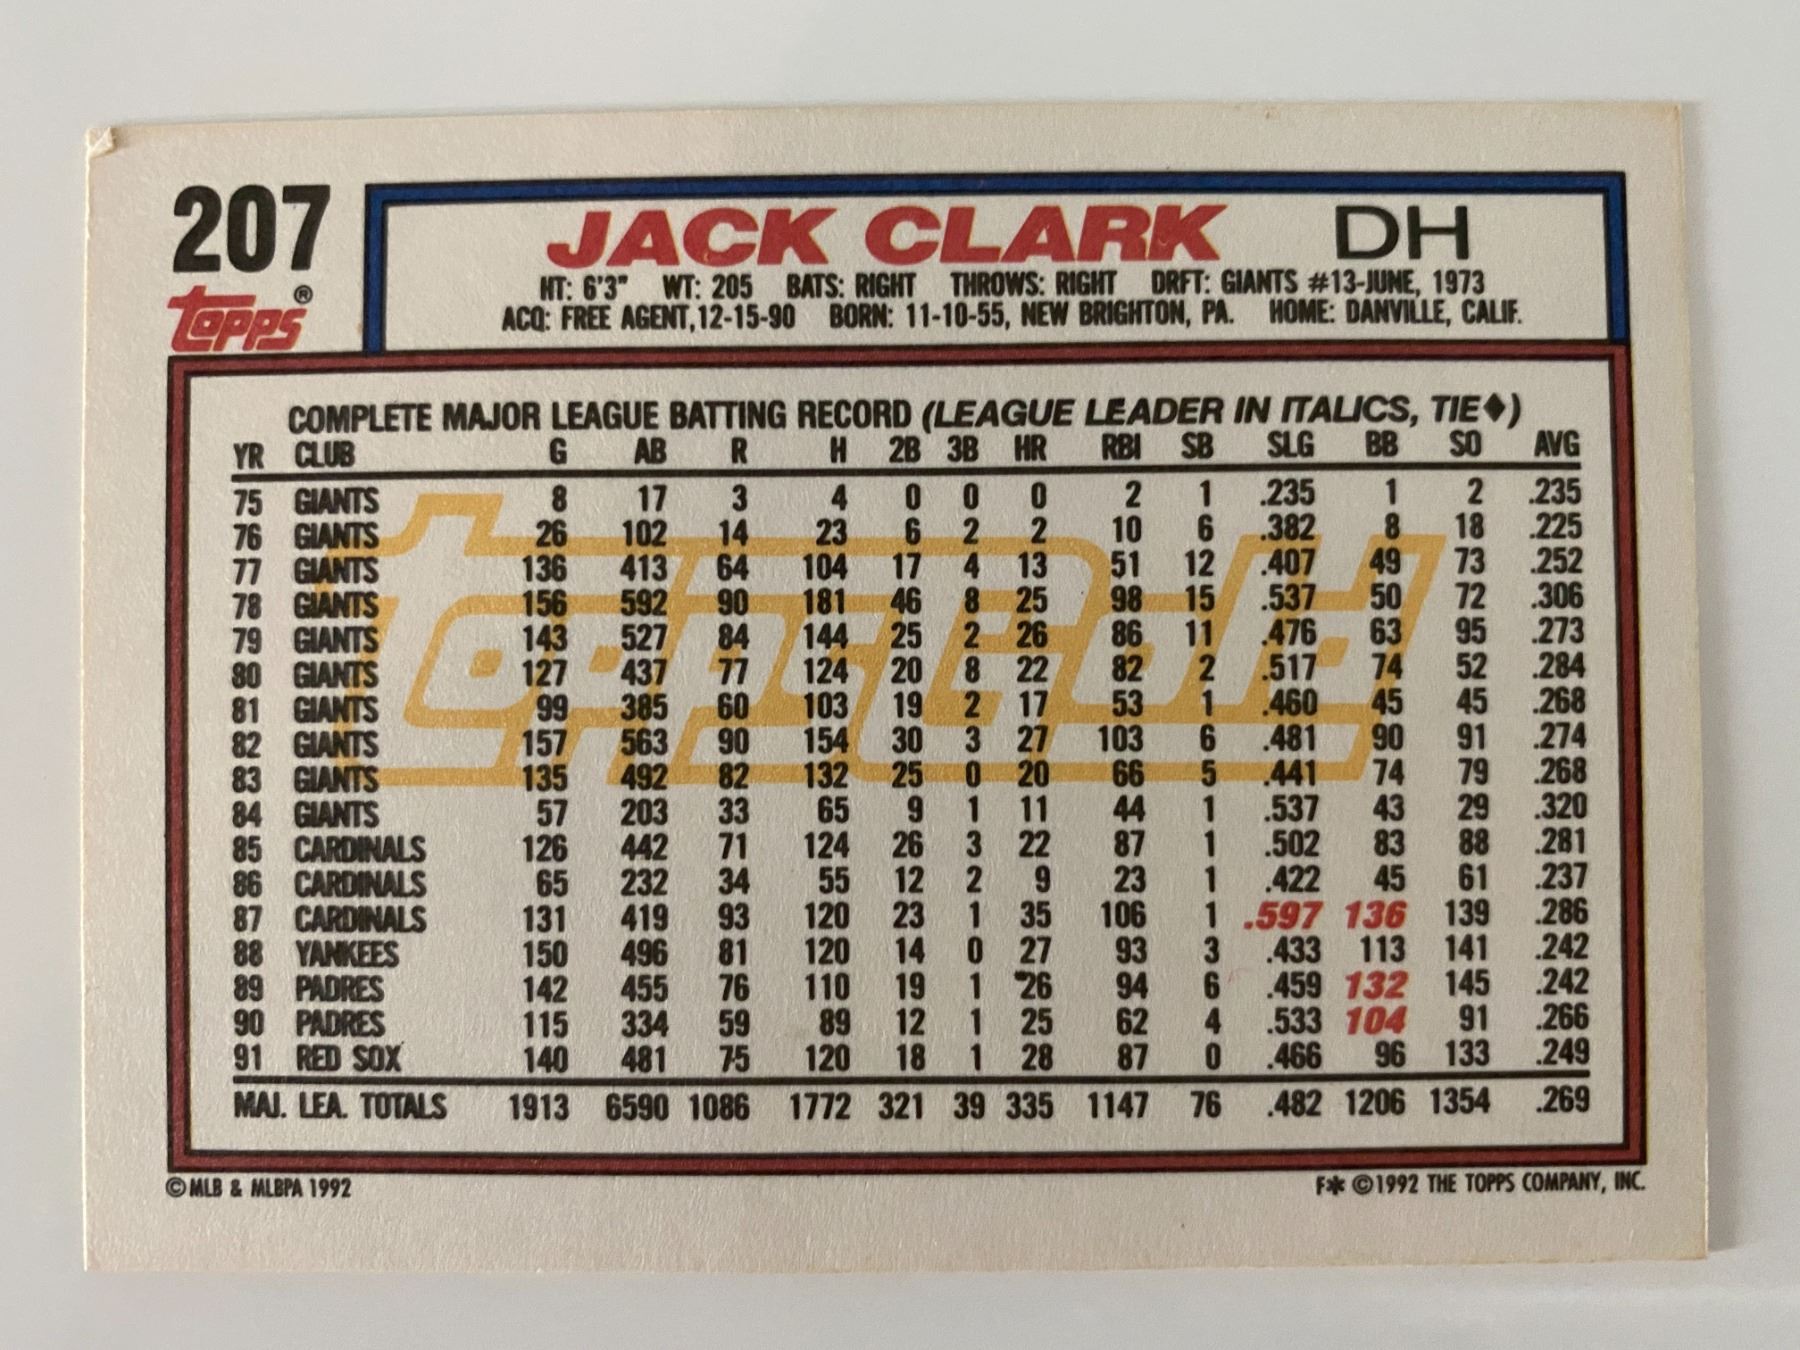 207
JACK CLARK DH
Topps®
HT: 6'3" WT: 205 BATS: RIGHT THROWS: RIGHT DRFT: GIANTS #13-JUNE, 1973
ACQ: FREE AGENT,12-15-90 BORN: 11-10-55, NEW BRIGHTON, PA. HOME: DANVILLE, CALIF.
COMPLETE MAJOR LEAGUE BATTING RECORD (LEAGUE LEADER IN ITALICS, TIE♦)
YR CLUB G AB R H 2B 3B HR RBI SB SLG BB SO AVG
75 GIANTS 8 17 3 4 0 0 0 2 1 .235 1 2 .235
76 GIANTS 26 102 14 23 6 2 2 10 6 .382 8 18 .225
77 GIANTS 136 413 64 104 17 4 13 51 12 .407 49 73 .252
78 GIANTS 156 592 90 181 46 8 25 98 15 .537 50 72 .306
79 GIANTS 143 527 84 144 25 2 26 86 11 .476 63 95 .273
80 GIANTS 127 437 77 124 20 8 22 82 2 .517 74 52 .284
81 GIANTS 99 385 60 103 19 2 17 53 1 .460 45 45 .268
82 GIANTS 157 563 90 154 30 3 27 103 6 .481 90 91 .274
83 GIANTS 135 492 82 132 25 0 20 66 5 .441 74 79 .268
84 GIANTS 57 203 33 65 9 1 11 44 1 .537 43 29 .320
85 CARDINALS 126 442 71 124 26 3 22 87 1 .502 83 88 .281
86 CARDINALS 65 232 34 55 12 2 9 23 1 .422 45 61 .237
87 CARDINALS 131 419 93 120 23 1 35 106 1 .597 136 139 .286
88 YANKEES 150 496 81 120 14 0 27 93 3 .433 113 141 .242
89 PADRES 142 455 76 110 19 1 26 94 6 .459 132 145 .242
90 PADRES 115 334 59 89 12 1 25 62 4 .533 104 91 .266
91 RED SOX 140 481 75 120 18 1 28 87 0 .466 96 133 .249
MAJ. LEA. TOTALS 1913 6590 1086 1772 321 39 335 1147 76 .482 1206 1354 .269
ToppsGold
©MLB & MLBPA 1992
F* ©1992 THE TOPPS COMPANY, INC.